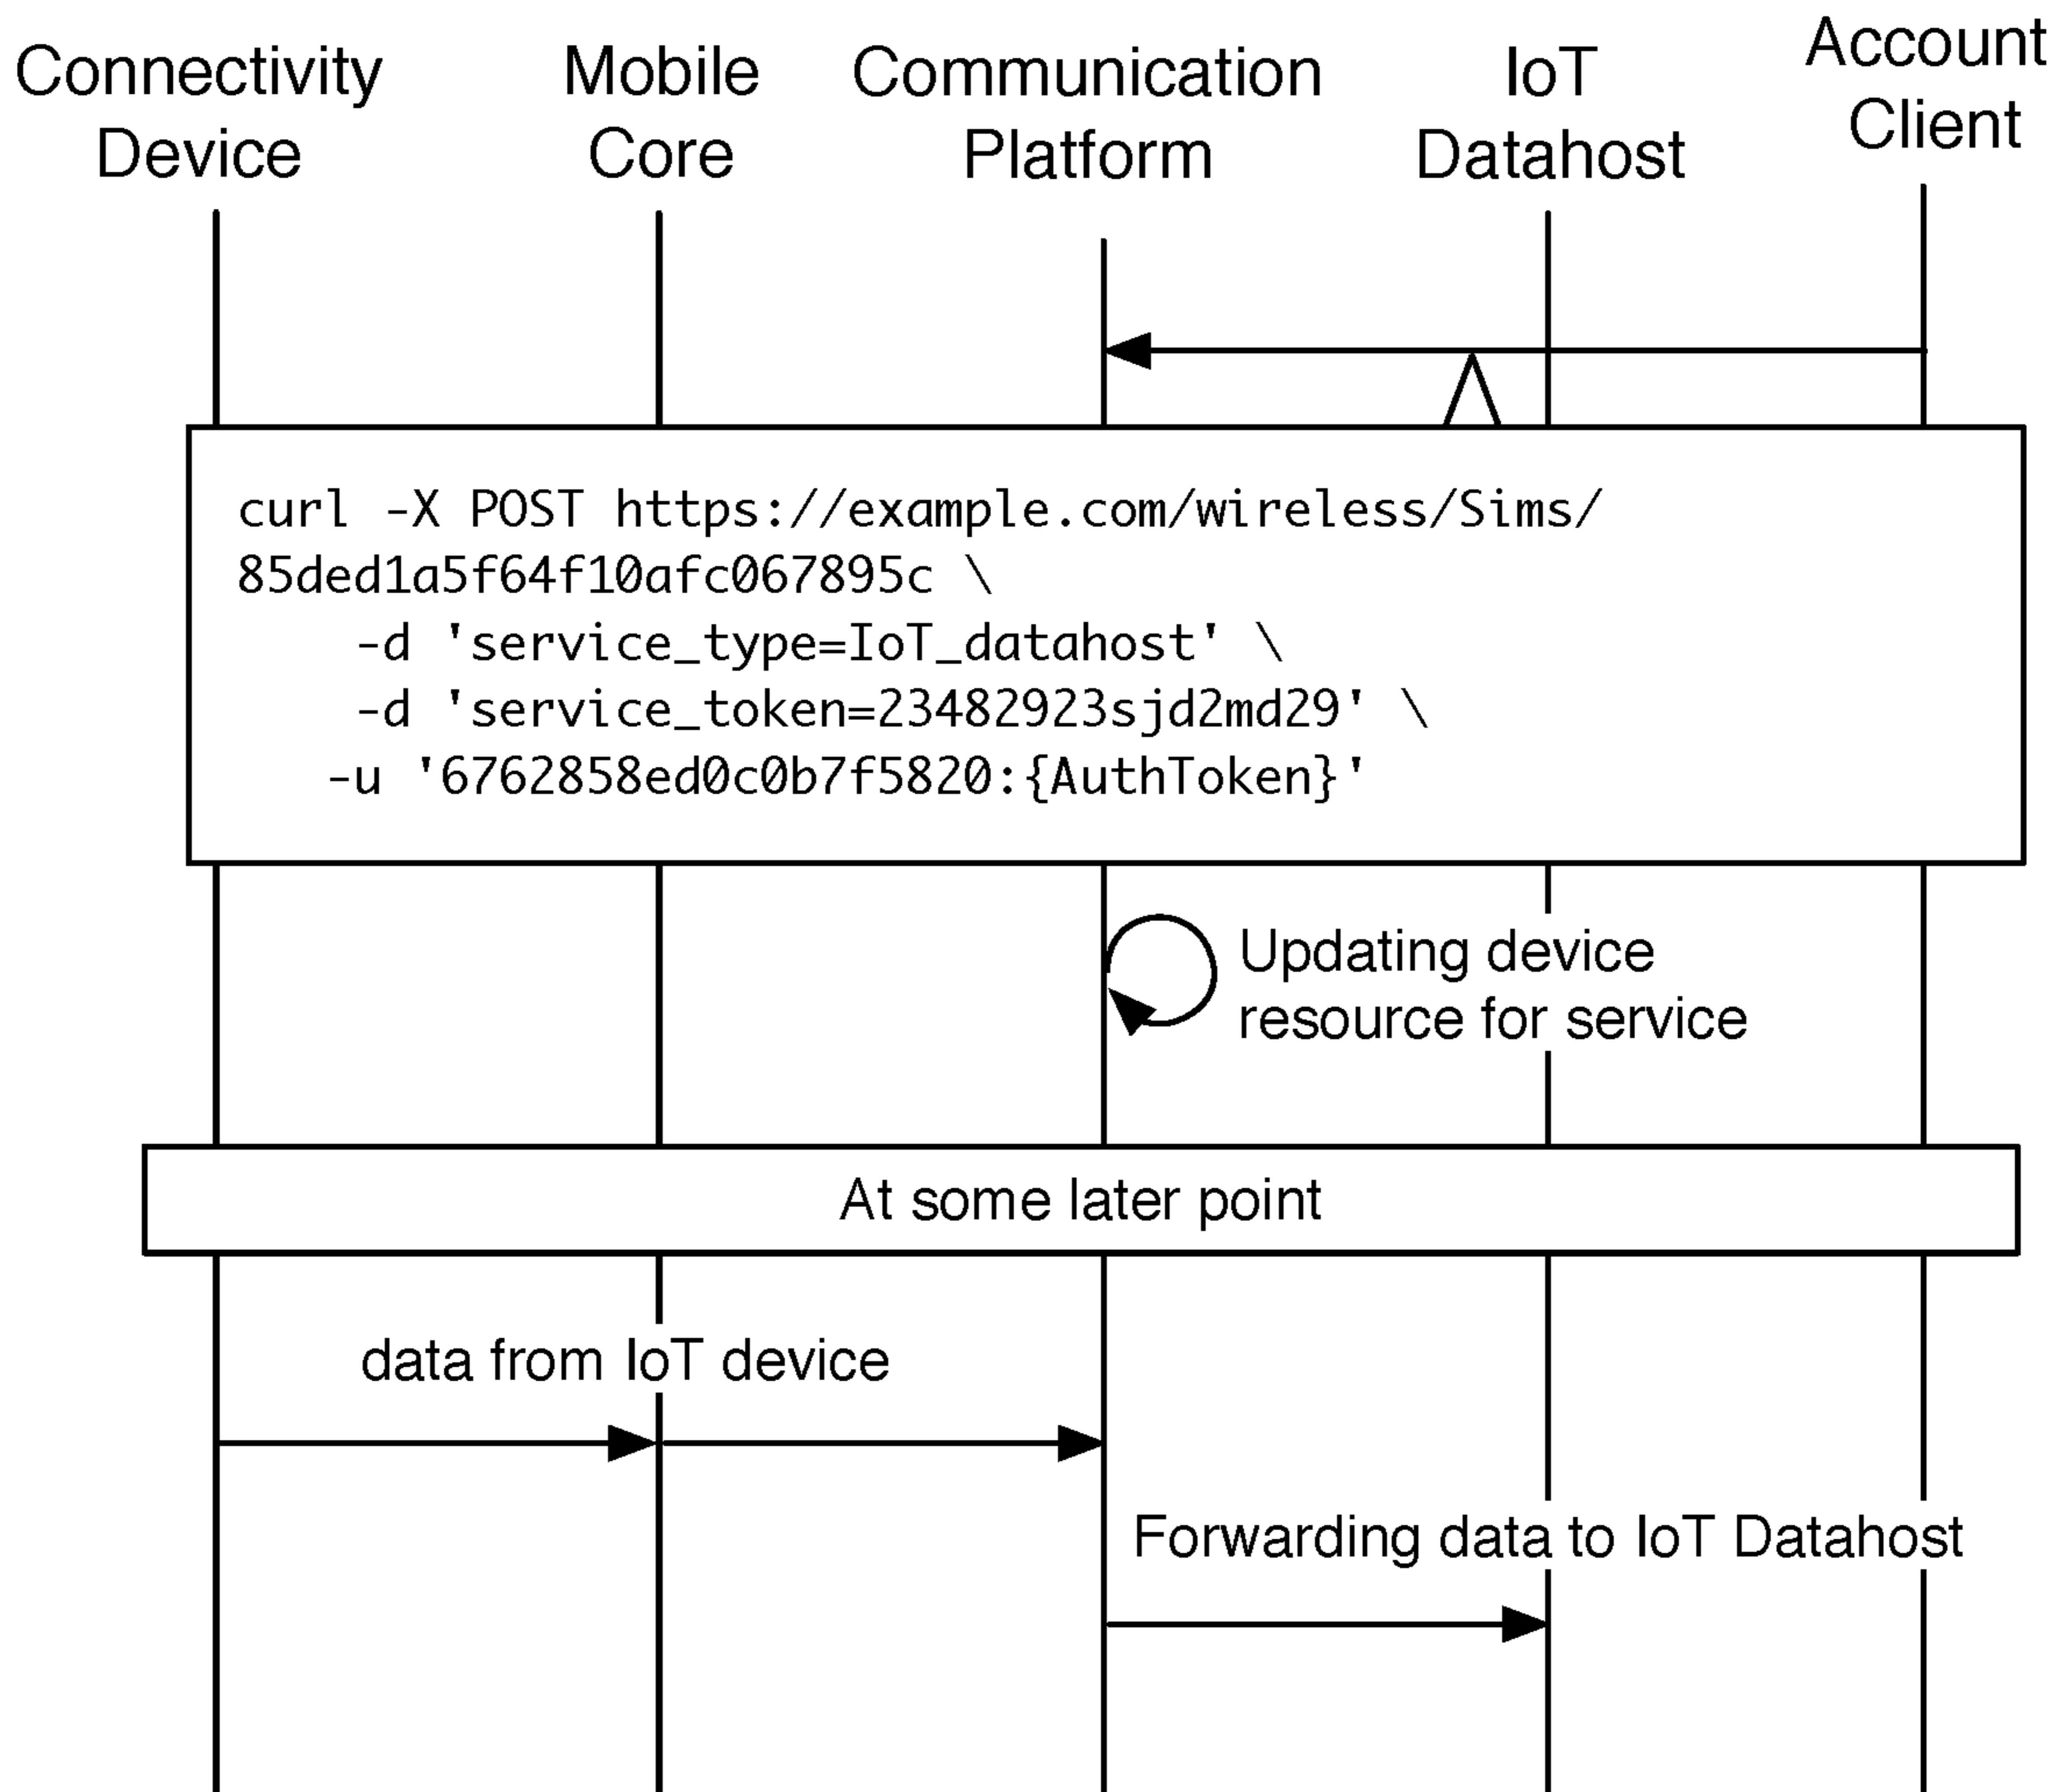 Connectivity
Device
Mobile
Core
Communication
Platform
IoT
Datahost
Account
Client
curl -X POST https://example.com/wireless/Sims/
85ded1a5f64f10afc067895c \
-d 'service_type=IoT_datahost' \
-d 'service_token=23482923sjd2md29' \
-u '6762858ed0c0b7f5820:{AuthToken}'
Updating device
resource for service
At some later point
data from IoT device
Forwarding data to IoT Datahost